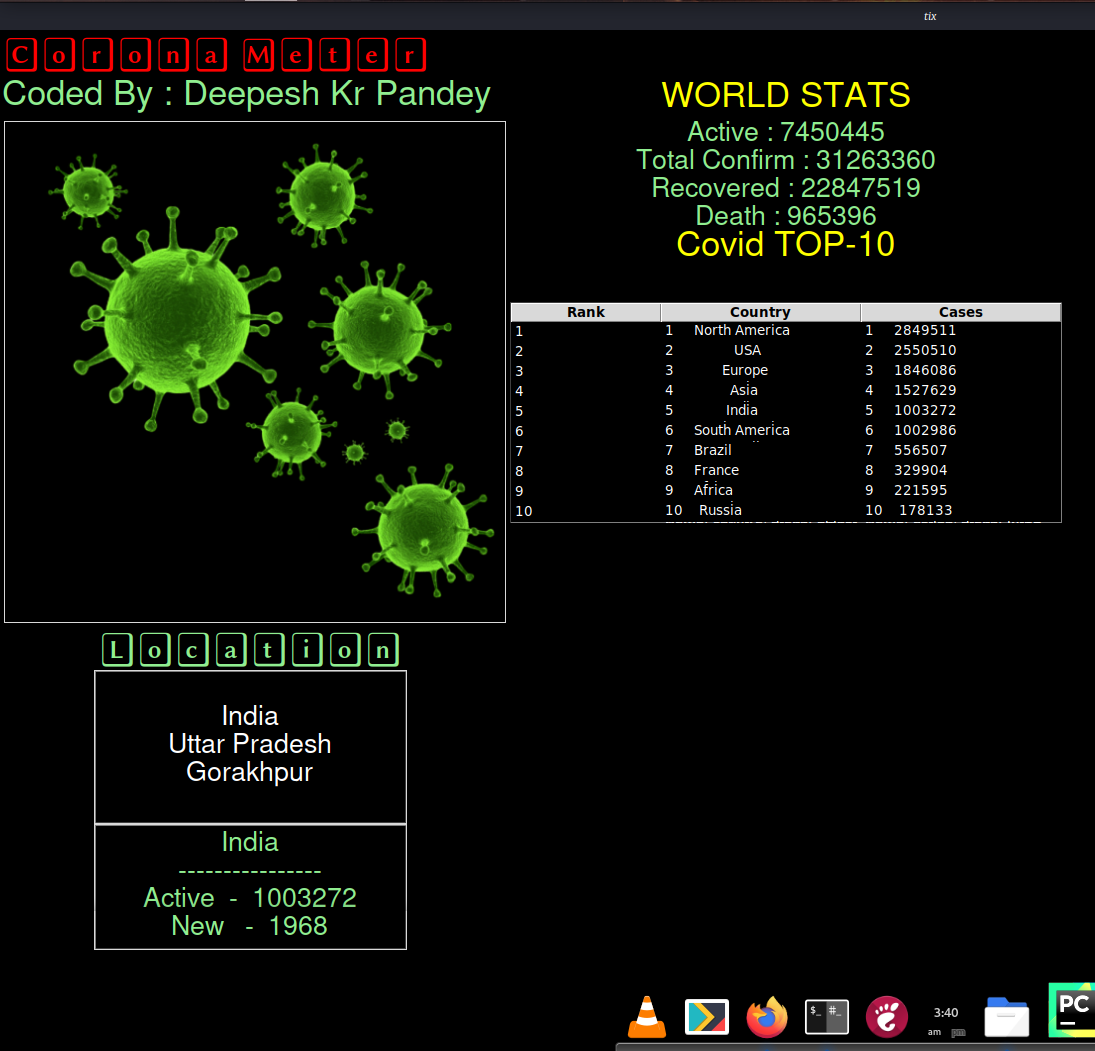 tix
Corona Meter
Coded By : Deepesh Kr Pandey
WORLD STATS
Active : 7450445
Total Confirm : 31263360
Recovered : 22847519
Death : 965396
Covid TOP-10
Rank Country Cases
1 1 North America 1 2849511
2 2 USA 2 2550510
3 3 Europe 3 1846086
4 4 Asia 4 1527629
5 5 India 5 1003272
6 6 South America 6 1002986
7 7 Brazil 7 556507
8 8 France 8 329904
9 9 Africa 9 221595
10 10 Russia 10 178133
Location
India
Uttar Pradesh
Gorakhpur
India
----------------
Active - 1003272
New - 1968
$_ #_
3:40
am
PC